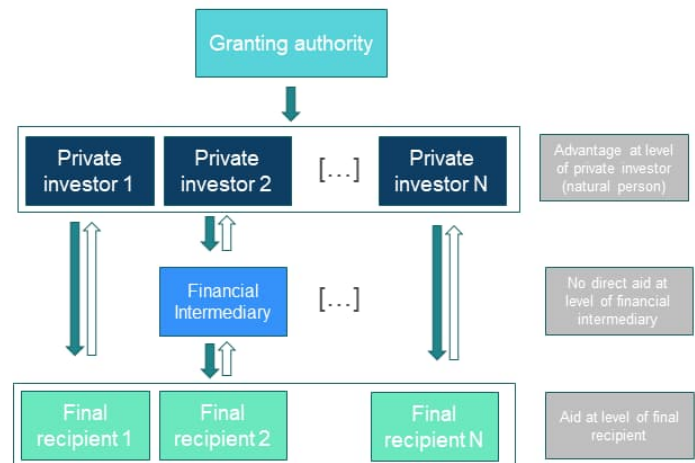 Granting authority
Private
investor 1
Private
investor 2
[...]
Private
investor N
Advantage at level
of private investor
(natural person)
Financial
Intermediary
[...]
No direct aid at
level of financial
intermediary
Final
recipient 1
Final
recipient 2
Final
recipient N
Aid at level of final
recipient